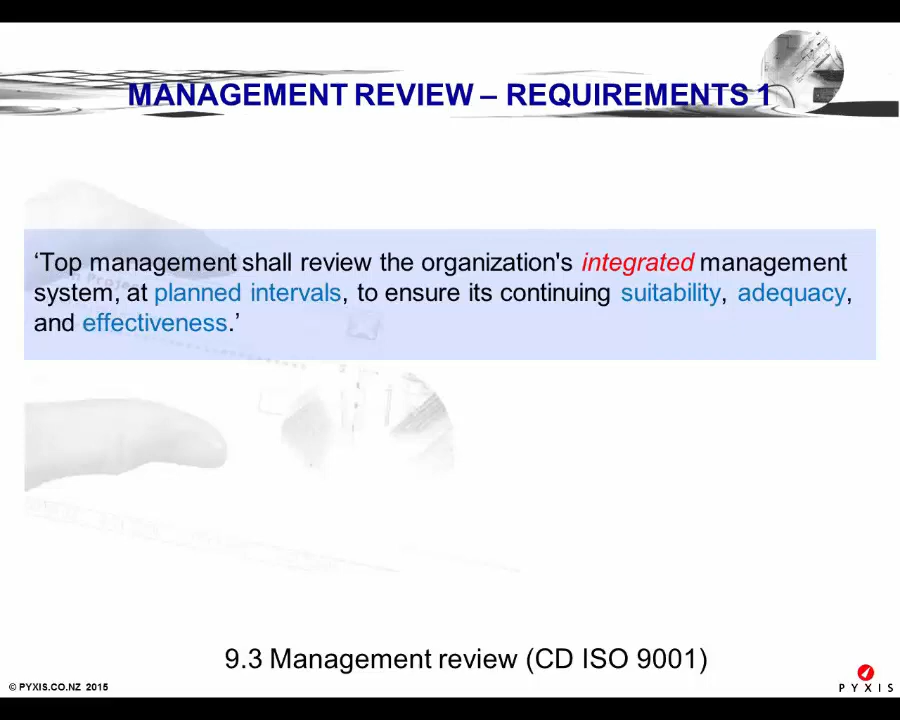 MANAGEMENT REVIEW – REQUIREMENTS 1
‘Top management shall review the organization's integrated management
system, at planned intervals, to ensure its continuing suitability, adequacy,
and effectiveness.’
9.3 Management review (CD ISO 9001)
© PYXIS.CO.NZ 2015
PYXIS